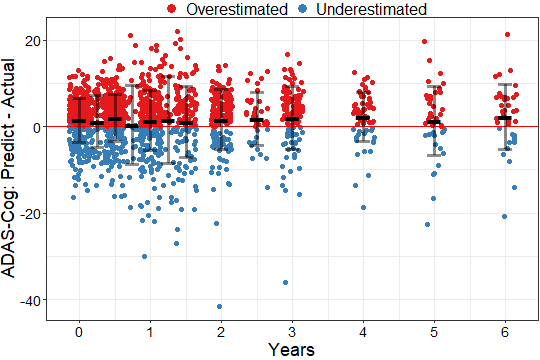 Overestimated Underestimated
ADAS-Cog: Predict - Actual
20
0
-20
-40
0 1 2 3 4 5 6
Years